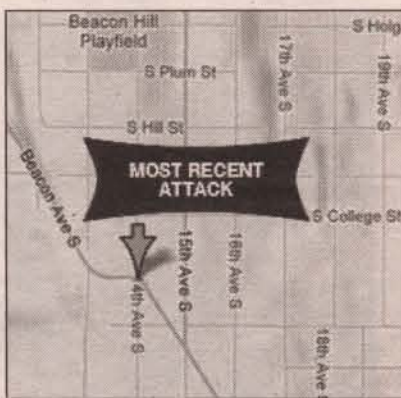 Beacon Hill
Playfield
S Holg
17th Ave S
19th Ave S
S Plum St
S Hill St
Beacon Ave S
MOST RECENT
ATTACK
S College St
15th Ave S
16th Ave S
4th Ave S
18th Ave S